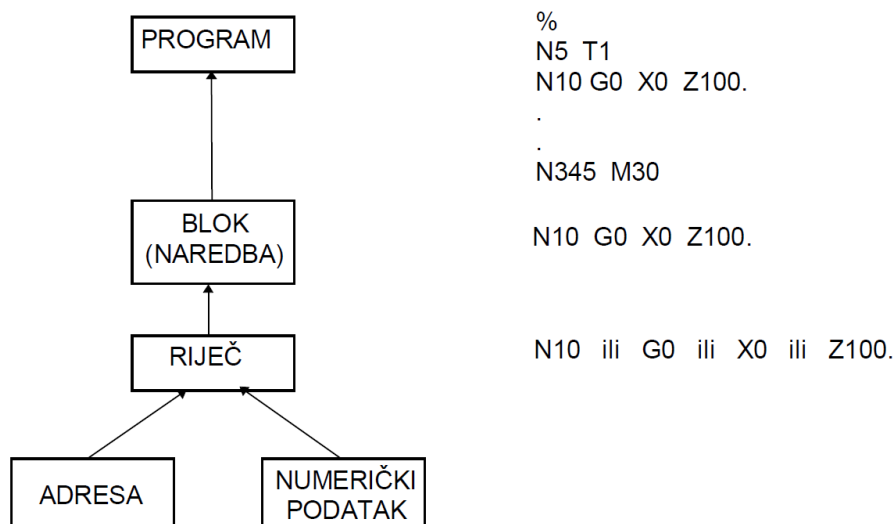 PROGRAM
%
N5 T1
N10 G0 X0 Z100.
.
.
N345 M30
BLOK
(NAREDBA)
N10 G0 X0 Z100.
RIJEČ
N10 ili G0 ili X0 ili Z100.
ADRESA
NUMERIČKI
PODATAK